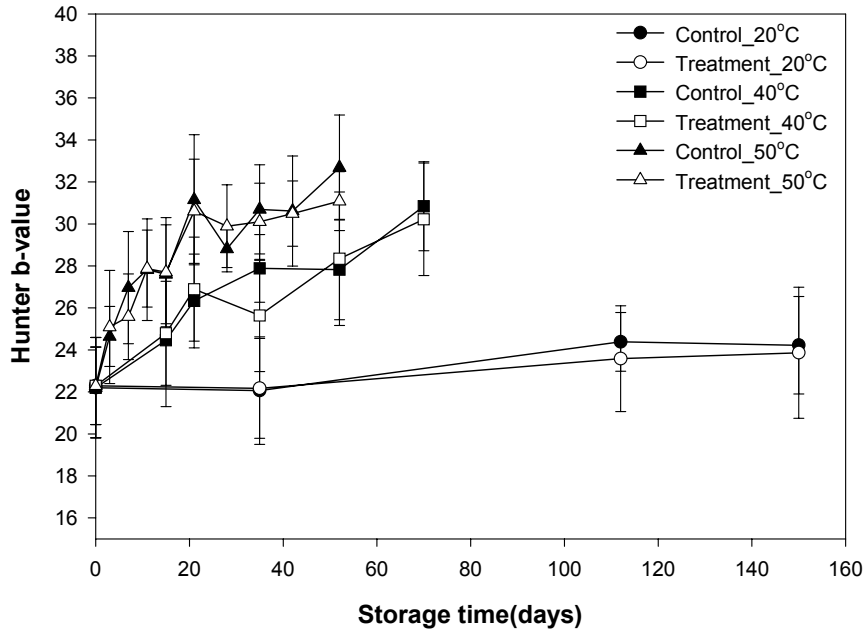 40
38
36
34
32
30
28
26
24
22
20
18
16
Hunter b-value
Control_20°C
Treatment_20°C
Control_40°C
Treatment_40°C
Control_50°C
Treatment_50°C
0 20 40 60 80 100 120 140 160
Storage time(days)